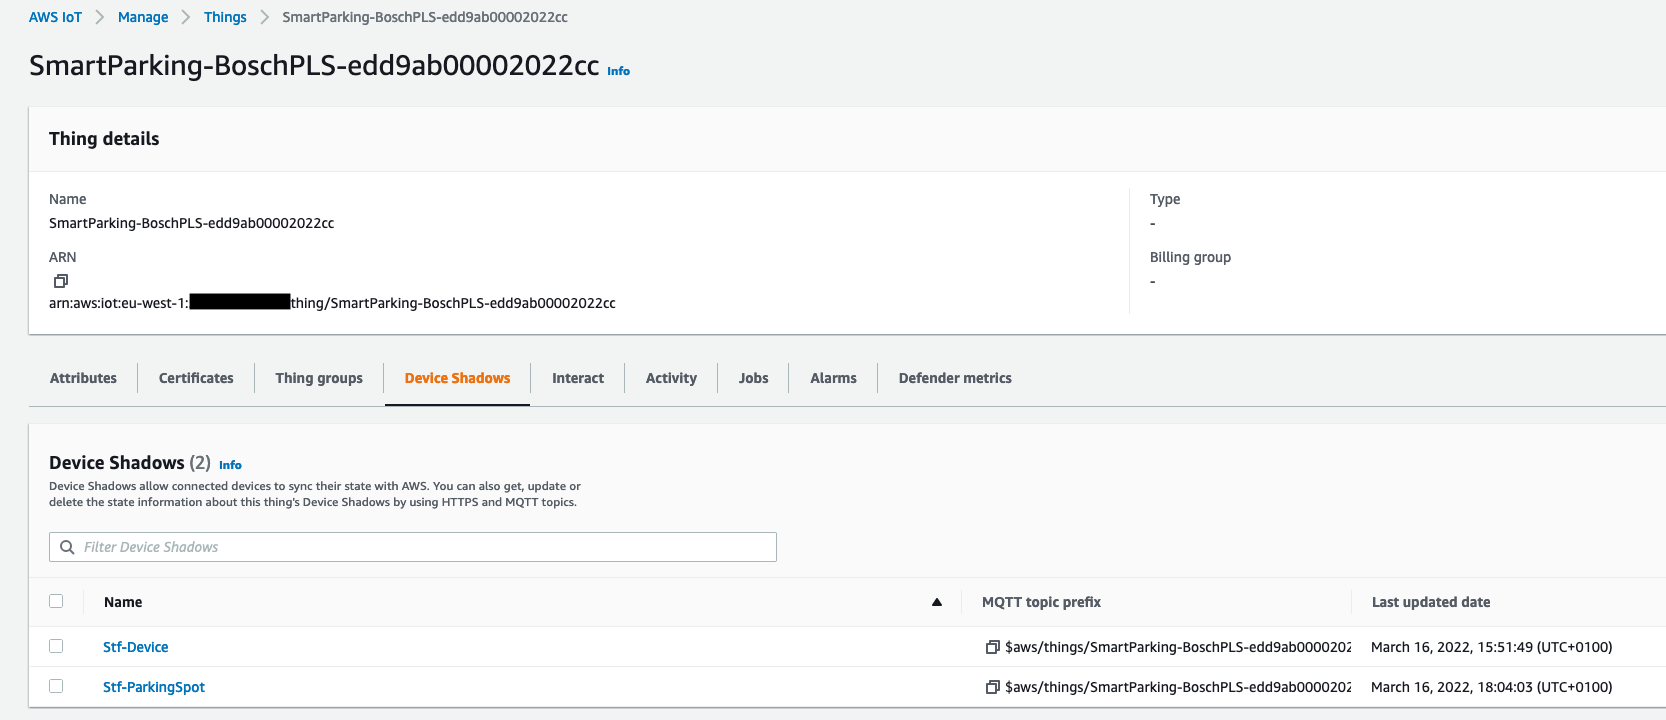 AWS IoT > Manage > Things > SmartParking-BoschPLS-edd9ab00002022cc
SmartParking-BoschPLS-edd9ab00002022cc Info
Thing details
Name
SmartParking-BoschPLS-edd9ab00002022cc
Type
-
ARN
arn:aws:iot:eu-west-1: thing/SmartParking-BoschPLS-edd9ab00002022cc
Billing group
-
Attributes Certificates Thing groups Device Shadows Interact Activity Jobs Alarms Defender metrics
Device Shadows (2) Info
Device Shadows allow connected devices to sync their state with AWS. You can also get, update or
delete the state information about this thing's Device Shadows by using HTTPS and MQTT topics.
Filter Device Shadows
Name MQTT topic prefix Last updated date
Stf-Device $aws/things/SmartParking-BoschPLS-edd9ab0000202 March 16, 2022, 15:51:49 (UTC+0100)
Stf-ParkingSpot $aws/things/SmartParking-BoschPLS-edd9ab0000202 March 16, 2022, 18:04:03 (UTC+0100)